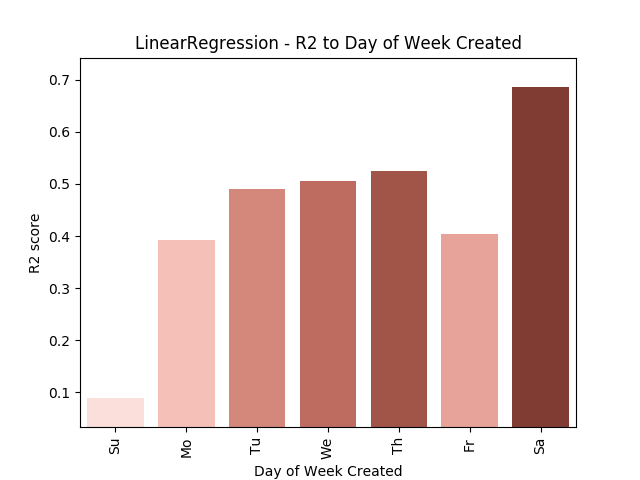 LinearRegression - R2 to Day of Week Created
0.7
0.6
0.5
0.4
0.3
0.2
0.1
R2 score
Su
Mo
Tu
We
Th
Fr
Sa
Day of Week Created